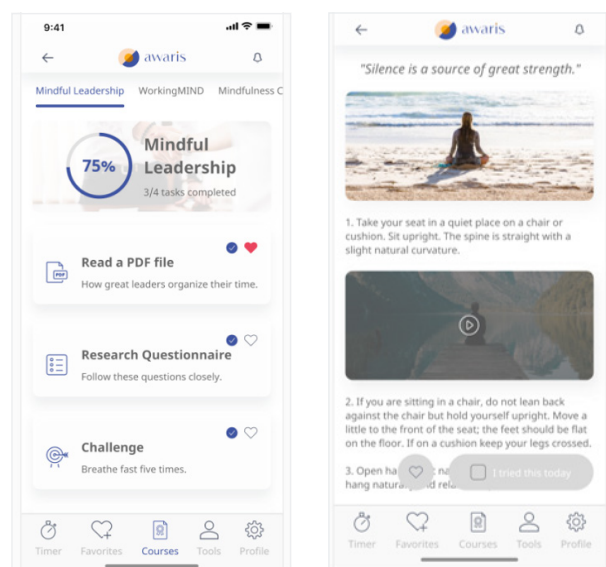 9:41
awaris
Mindful Leadership WorkingMIND Mindfulness C
75%
Mindful
Leadership
3/4 tasks completed
PDF
Read a PDF file
How great leaders organize their time.
Research Questionnaire
Follow these questions closely.
Challenge
Breathe fast five times.
Timer Favorites Courses Tools Profile
awaris
"Silence is a source of great strength."
1. Take your seat in a quiet place on a chair or
cushion. Sit upright. The spine is straight with a
slight natural curvature.
2. If you are sitting in a chair, do not lean back
against the chair but hold yourself upright. Move a
little to the front of the seat; the feet should be flat
on the floor. If on a cushion keep your legs crossed.
3. Open
hang
I tried this today
Timer Favorites Courses Tools Profile